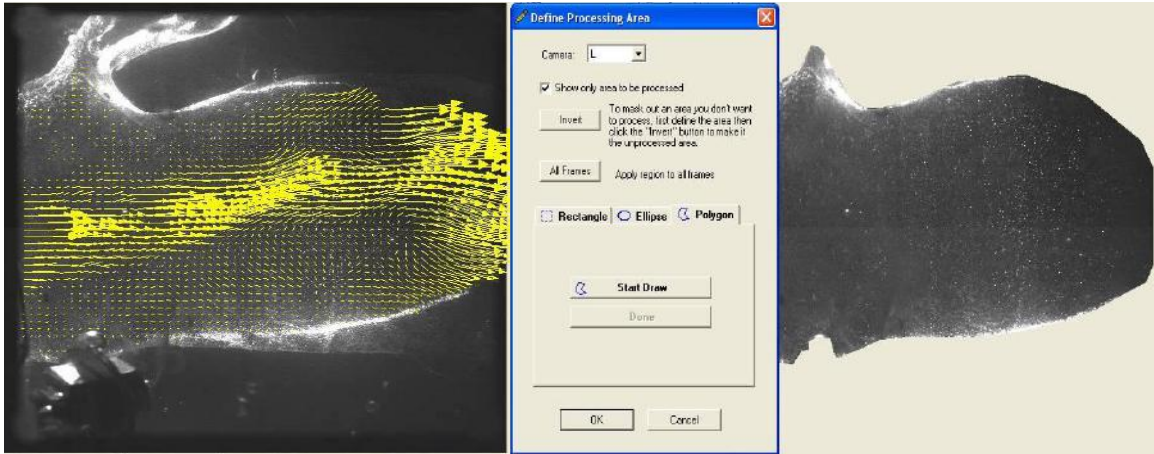 Define Processing Area
Camera: L
Show only area to be processed
Invert
To mask out an area you don't want
to process, first define the area then
click the "Invert" button to make it
the unprocessed area.
All Frames
Apply region to all frames
Rectangle Ellipse Polygon
Start Draw
Done
OK Cancel